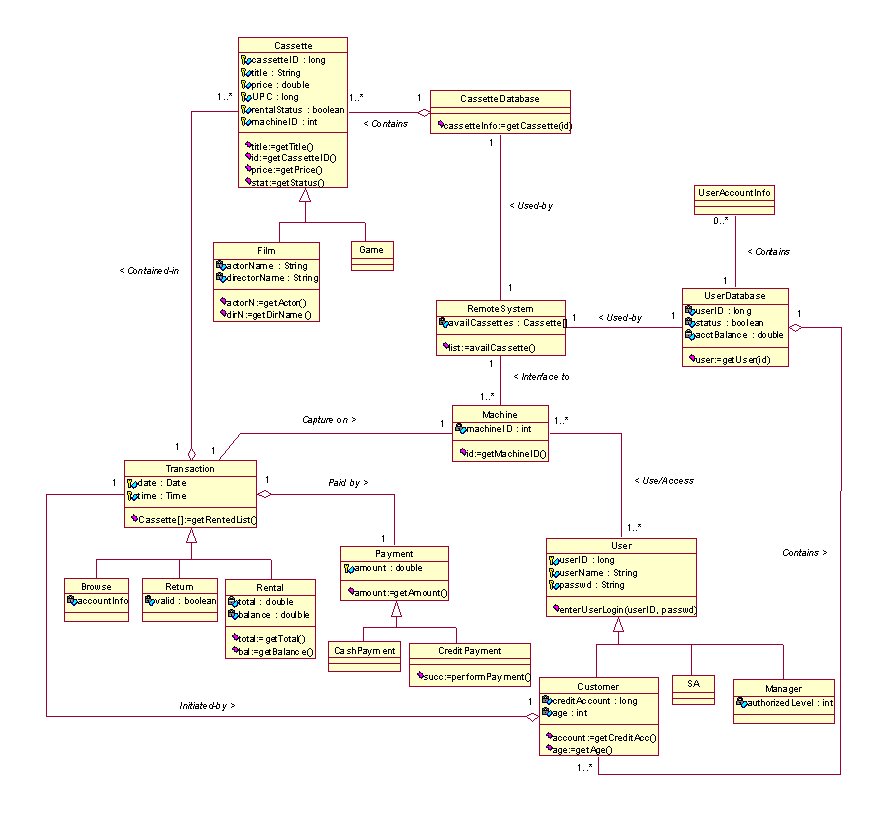 Cassette
cassetteID : long
title : String
price : double
UPC : long
rentalStatus : boolean
machineID : int
title:=getTitle()
id:=getCassetteID()
price:=getPrice()
stat:=getStatus()
1..*
1..*
1
< Contains
CassetteDatabase
cassetteInfo:=getCassette(id)
1
< Used-by
1
UserAccountInfo
0..*
< Contains
1
Film
actorName : String
directorName : String
actorN:=getActor()
dirN:=getDirName()
Game
< Contained-in
RemoteSystem
availCassettes : Cassette[]
list:=availCassette()
1
< Used-by
1
UserDatabase
userID : long
status : boolean
acctBalance : double
user:=getUser(id)
1
1
< Interface to
1..*
Machine
machineID : int
id:=getMachineID()
1..*
Capture on >
1
1
1
Transaction
date : Date
time : Time
Cassette[]:=getRentedList()
1
1
Paid by >
1
< Use/Access
1..*
Contains >
Payment
amount : double
amount:=getAmount()
User
userID : long
userName : String
passwd : String
enterUserLogin(userID, passwd)
Browse
accountInfo
Return
valid : boolean
Rental
total : double
balance : doulble
total:= getTotal()
bal:=getBalance()
CashPayment
Credit Payment
succ:=performPayment()
Customer
creditAccount : long
age : int
account:=getCreditAcc()
age:=getAge()
SA
Manager
authorizedLevel : int
Initiated-by >
1
1..*